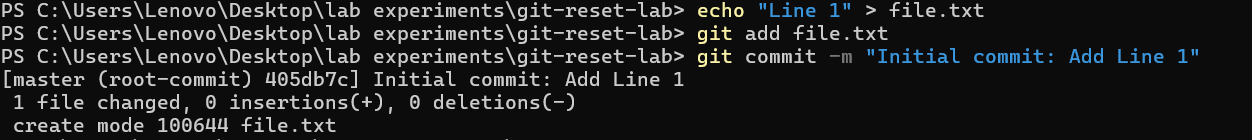 PS C:\Users\Lenovo\Desktop\lab experiments\git-reset-lab> echo "Line 1" > file.txt
PS C:\Users\Lenovo\Desktop\lab experiments\git-reset-lab> git add file.txt
PS C:\Users\Lenovo\Desktop\lab experiments\git-reset-lab> git commit -m "Initial commit: Add Line 1"
[master (root-commit) 405db7c] Initial commit: Add Line 1
 1 file changed, 0 insertions(+), 0 deletions(-)
 create mode 100644 file.txt